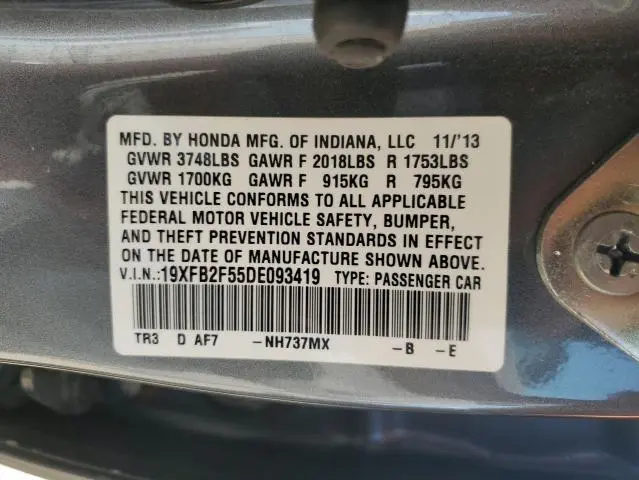 MFD. BY HONDA MFG. OF INDIANA, LLC 11/'13
GVWR 3748LBS GAWR F 2018LBS R 1753LBS
GVWR 1700KG GAWR F 915KG R 795KG
THIS VEHICLE CONFORMS TO ALL APPLICABLE
FEDERAL MOTOR VEHICLE SAFETY, BUMPER,
AND THEFT PREVENTION STANDARDS IN EFFECT
ON THE DATE OF MANUFACTURE SHOWN ABOVE.
V.I.N.:19XFB2F55DE093419 TYPE: PASSENGER CAR
TR3 D AF7 -NH737MX -B -E